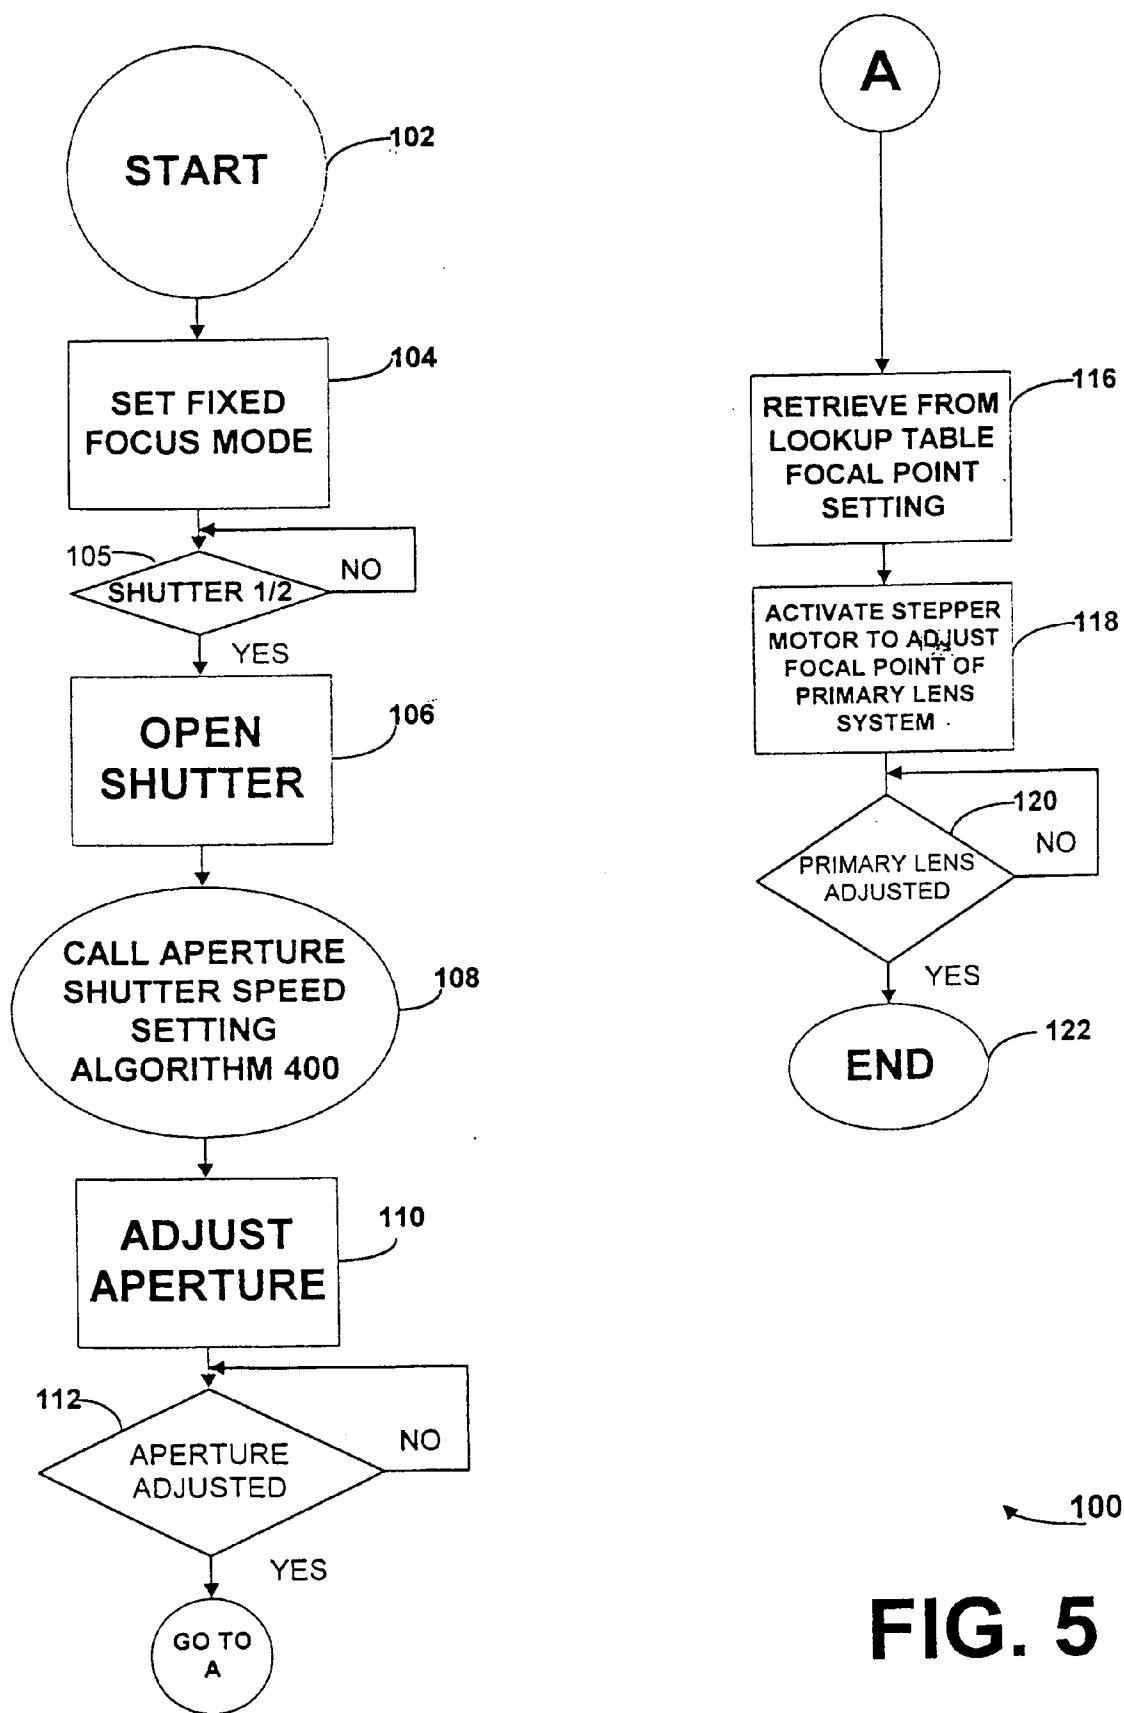 START
102
SET FIXED
FOCUS MODE
104
105
SHUTTER 1/2
NO
YES
OPEN
SHUTTER
106
CALL APERTURE
SHUTTER SPEED
SETTING
ALGORITHM 400
108
ADJUST
APERTURE
110
112
APERTURE
ADJUSTED
NO
YES
GO TO
A
A
RETRIEVE FROM
LOOKUP TABLE
FOCAL POINT
SETTING
116
ACTIVATE STEPPER
MOTOR TO ADJUST
FOCAL POINT OF
PRIMARY LENS
SYSTEM
118
120
PRIMARY LENS
ADJUSTED
NO
YES
END
122
100
FIG. 5